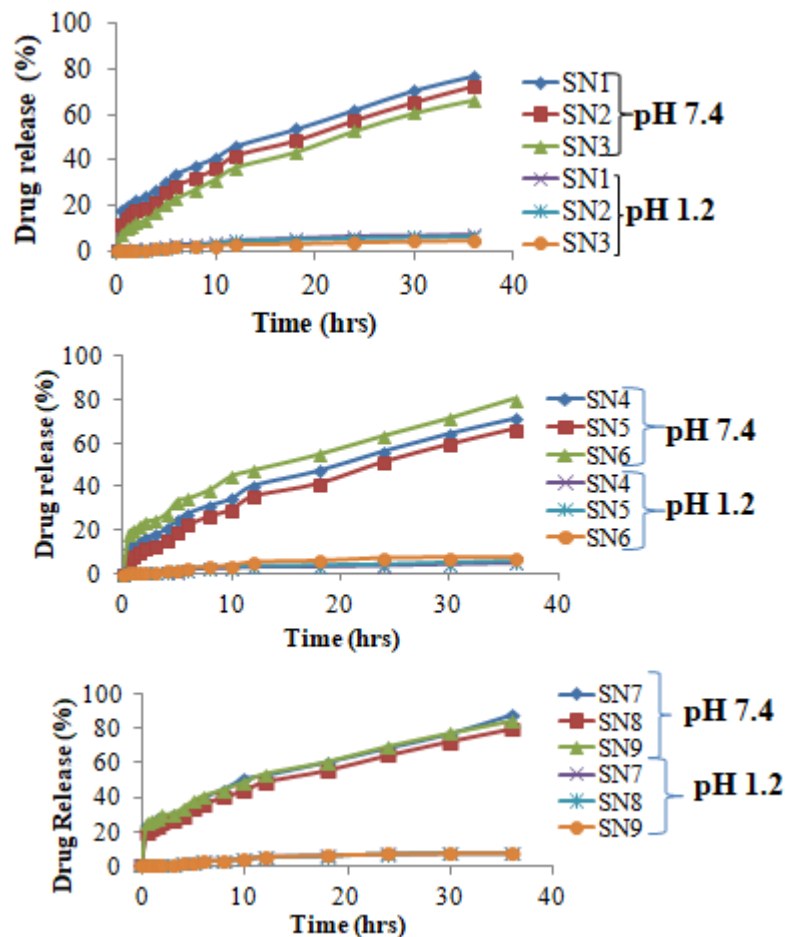 Drug release (%)
100
80
60
40
20
0
0 10 20 30 40
Time (hrs)
SN1
SN2
SN3
SN1
SN2
SN3
pH 7.4
pH 1.2
Drug release (%)
100
80
60
40
20
0
0 10 20 30 40
Time (hrs)
SN4
SN5
SN6
SN4
SN5
SN6
pH 7.4
pH 1.2
Drug Release (%)
100
80
60
40
20
0
0 10 20 30 40
Time (hrs)
SN7
SN8
SN9
SN7
SN8
SN9
pH 7.4
pH 1.2